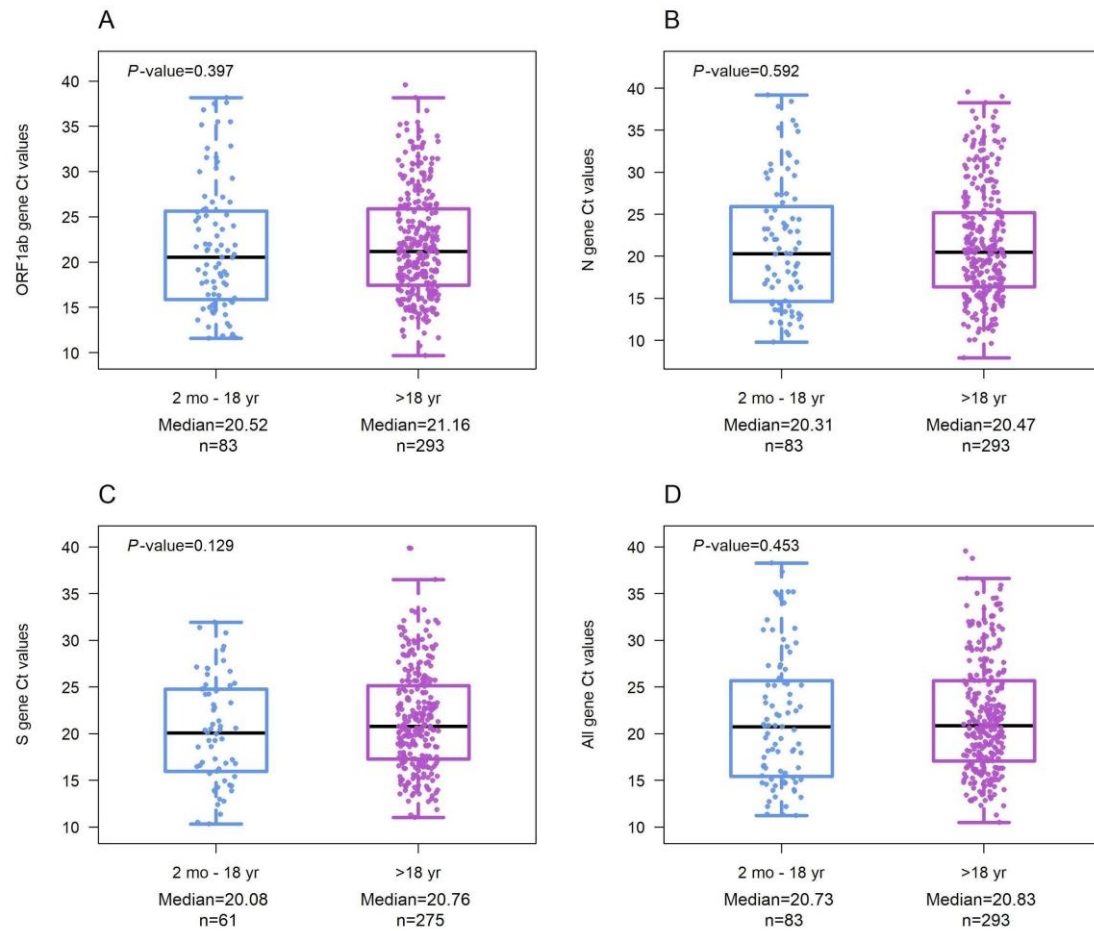 A
P-value=0.397
ORF1ab gene Ct values
40
35
30
25
20
15
10
2 mo - 18 yr
>18 yr
Median=20.52
Median=21.16
n=83
n=293
B
P-value=0.592
N gene Ct values
40
35
30
25
20
15
10
2 mo - 18 yr
>18 yr
Median=20.31
Median=20.47
n=83
n=293
C
P-value=0.129
S gene Ct values
40
35
30
25
20
15
10
2 mo - 18 yr
>18 yr
Median=20.08
Median=20.76
n=61
n=275
D
P-value=0.453
All gene Ct values
40
35
30
25
20
15
10
2 mo - 18 yr
>18 yr
Median=20.73
Median=20.83
n=83
n=293